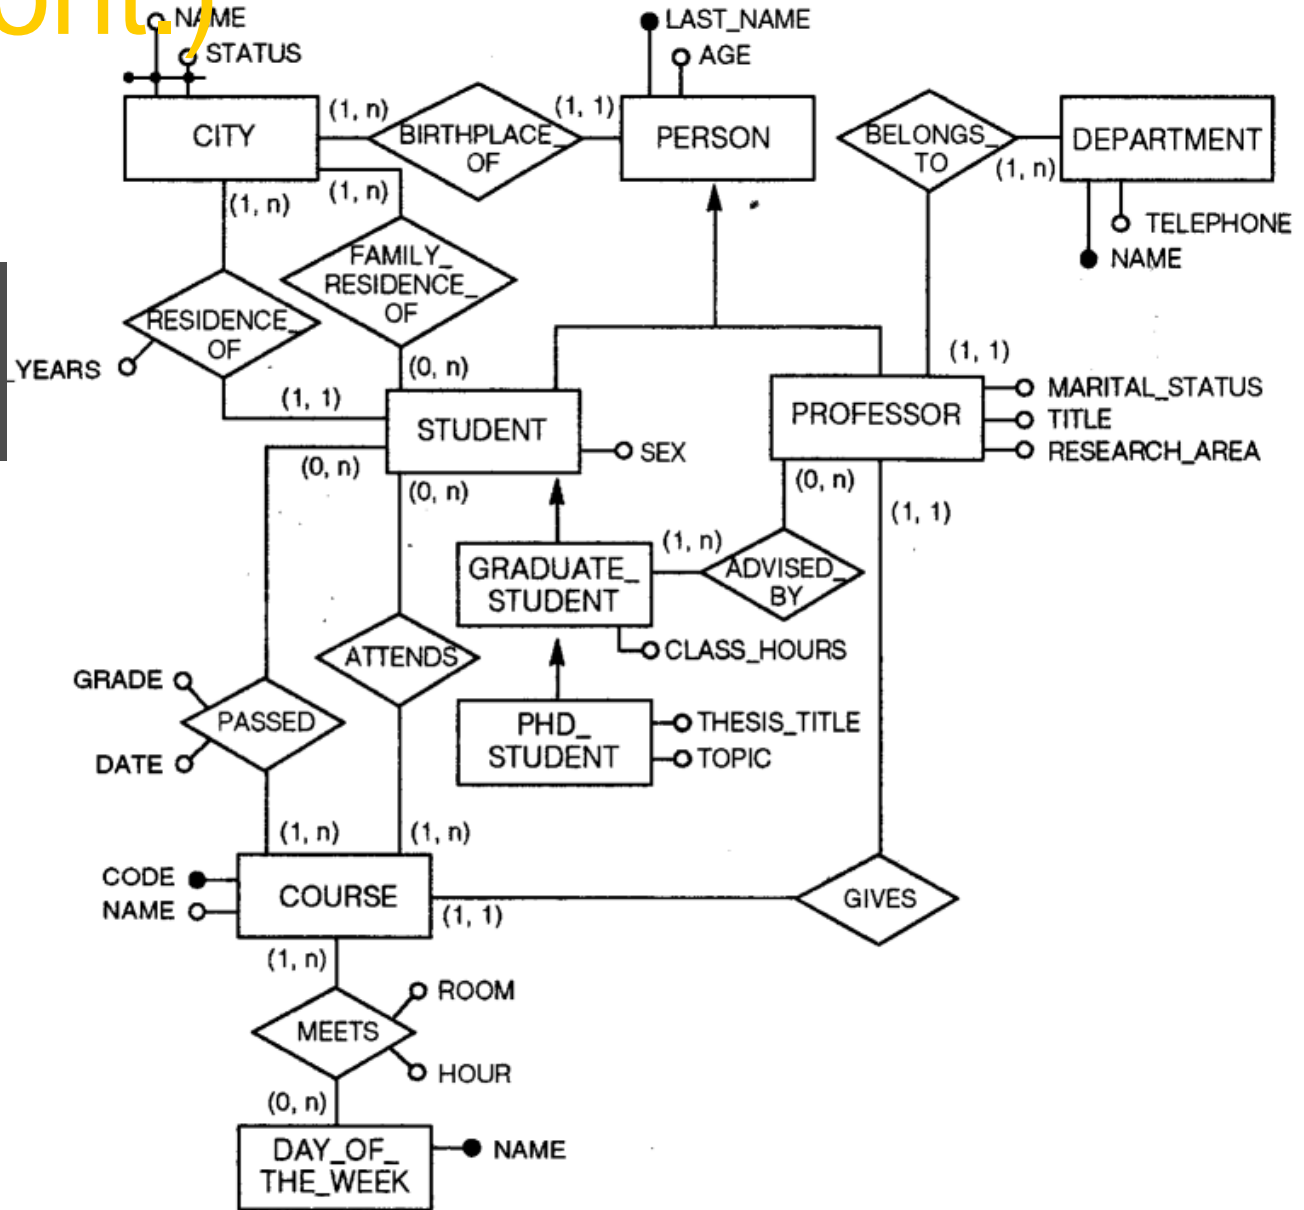 ont.)
NAME
STATUS
LAST_NAME
AGE
CITY
(1, n)
BIRTHPLACE_
OF
(1, 1)
PERSON
BELONGS_
TO
(1, n)
DEPARTMENT
(1, n)
(1, n)
TELEPHONE
NAME
FAMILY_
RESIDENCE_
OF
RESIDENCE_
OF
_YEARS
(0, n)
(1, 1)
(1, 1)
STUDENT
SEX
PROFESSOR
MARITAL_STATUS
TITLE
RESEARCH_AREA
(0, n)
(0, n)
(0, n)
(1, 1)
GRADUATE_
STUDENT
(1, n)
ADVISED_
BY
CLASS_HOURS
ATTENDS
GRADE
PASSED
DATE
PHD_
STUDENT
THESIS_TITLE
TOPIC
(1, n)
(1, n)
CODE
NAME
COURSE
(1, 1)
GIVES
(1, n)
ROOM
MEETS
HOUR
(0, n)
DAY_OF_
THE_WEEK
NAME